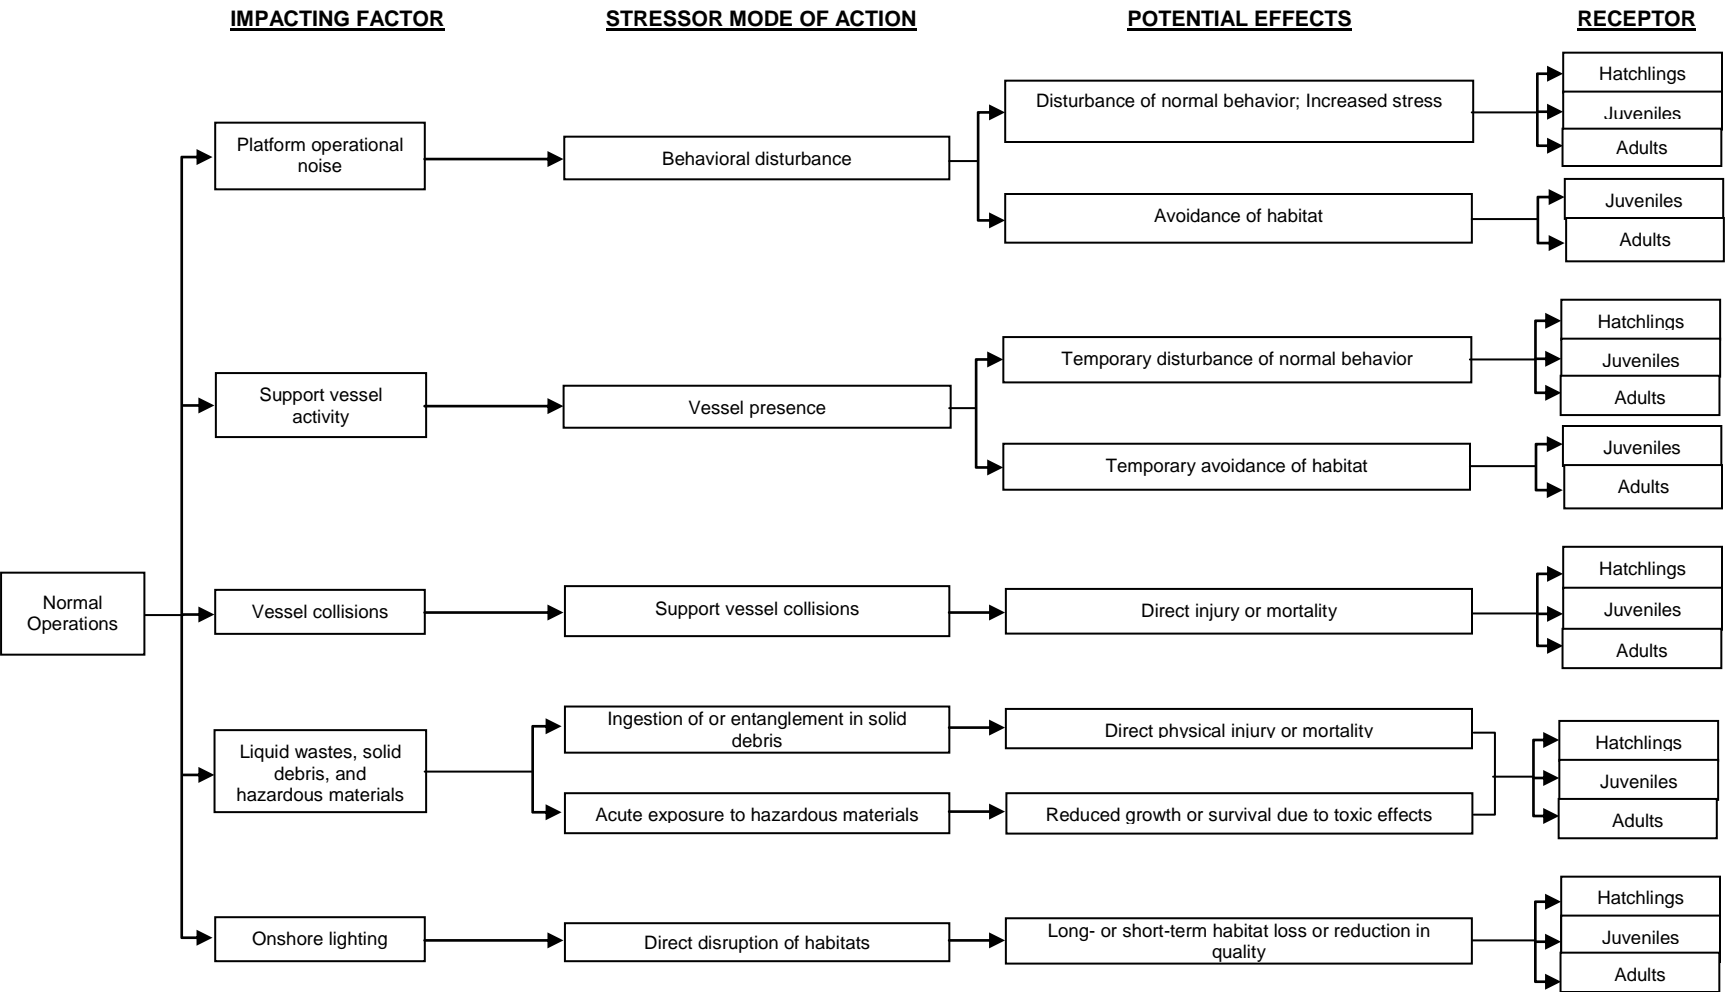 IMPACTING FACTOR
STRESSOR MODE OF ACTION
POTENTIAL EFFECTS
RECEPTOR
Normal
Operations
Platform operational
noise
Behavioral disturbance
Disturbance of normal behavior; Increased stress
Hatchlings
Juveniles
Adults
Avoidance of habitat
Juveniles
Adults
Support vessel
activity
Vessel presence
Temporary disturbance of normal behavior
Hatchlings
Juveniles
Adults
Temporary avoidance of habitat
Juveniles
Adults
Vessel collisions
Support vessel collisions
Direct injury or mortality
Hatchlings
Juveniles
Adults
Liquid wastes, solid
debris, and
hazardous materials
Ingestion of or entanglement in solid
debris
Direct physical injury or mortality
Acute exposure to hazardous materials
Reduced growth or survival due to toxic effects
Hatchlings
Juveniles
Adults
Onshore lighting
Direct disruption of habitats
Long- or short-term habitat loss or reduction in
quality
Hatchlings
Juveniles
Adults